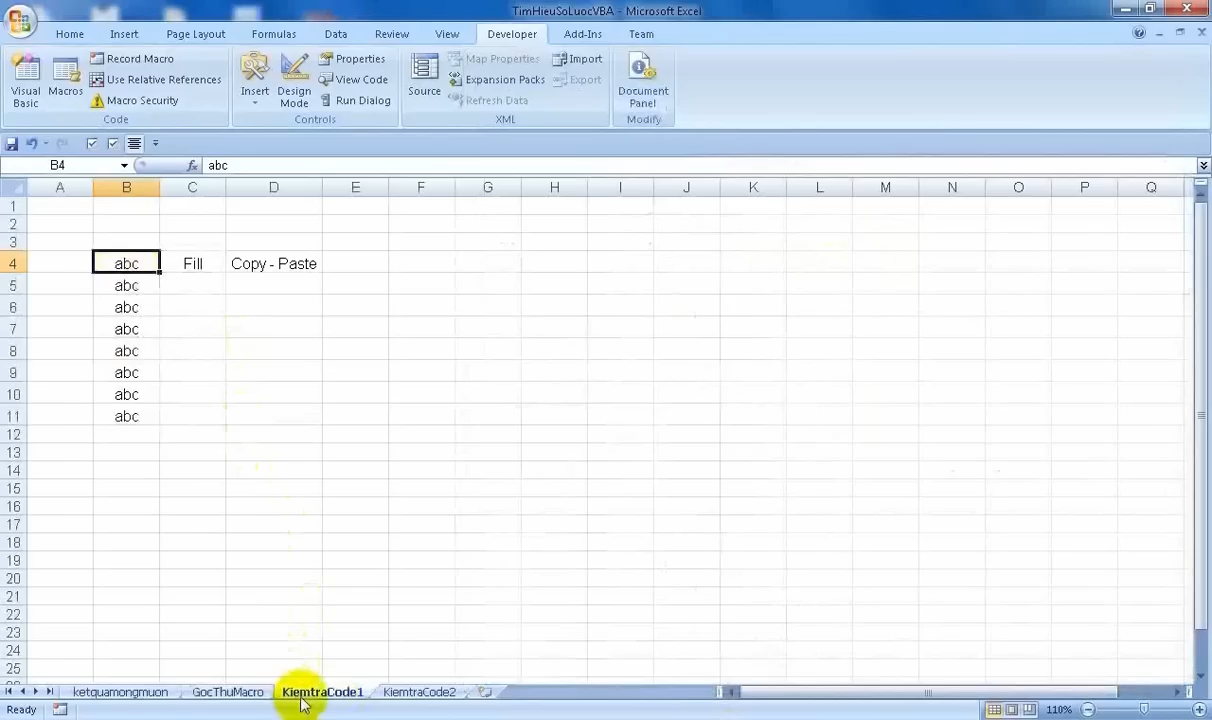 TimHieuSoLuocVBA - Microsoft Excel
Home Insert Page Layout Formulas Data Review View Developer Add-Ins Team
Visual Basic
Macros
Record Macro
Use Relative References
Macro Security
Code
Insert
Design Mode
Properties
View Code
Run Dialog
Controls
Source
Map Properties
Expansion Packs
Refresh Data
Import
Export
XML
Document Panel
Modify
B4 fx abc
A B C D E F G H I J K L M N O P Q
1
2
3
4 abc Fill Copy - Paste
5 abc
6 abc
7 abc
8 abc
9 abc
10 abc
11 abc
12
13
14
15
16
17
18
19
20
21
22
23
24
25
ketquamongmuon GocThuMacro KiemtraCode1 KiemtraCode2
Ready 110%